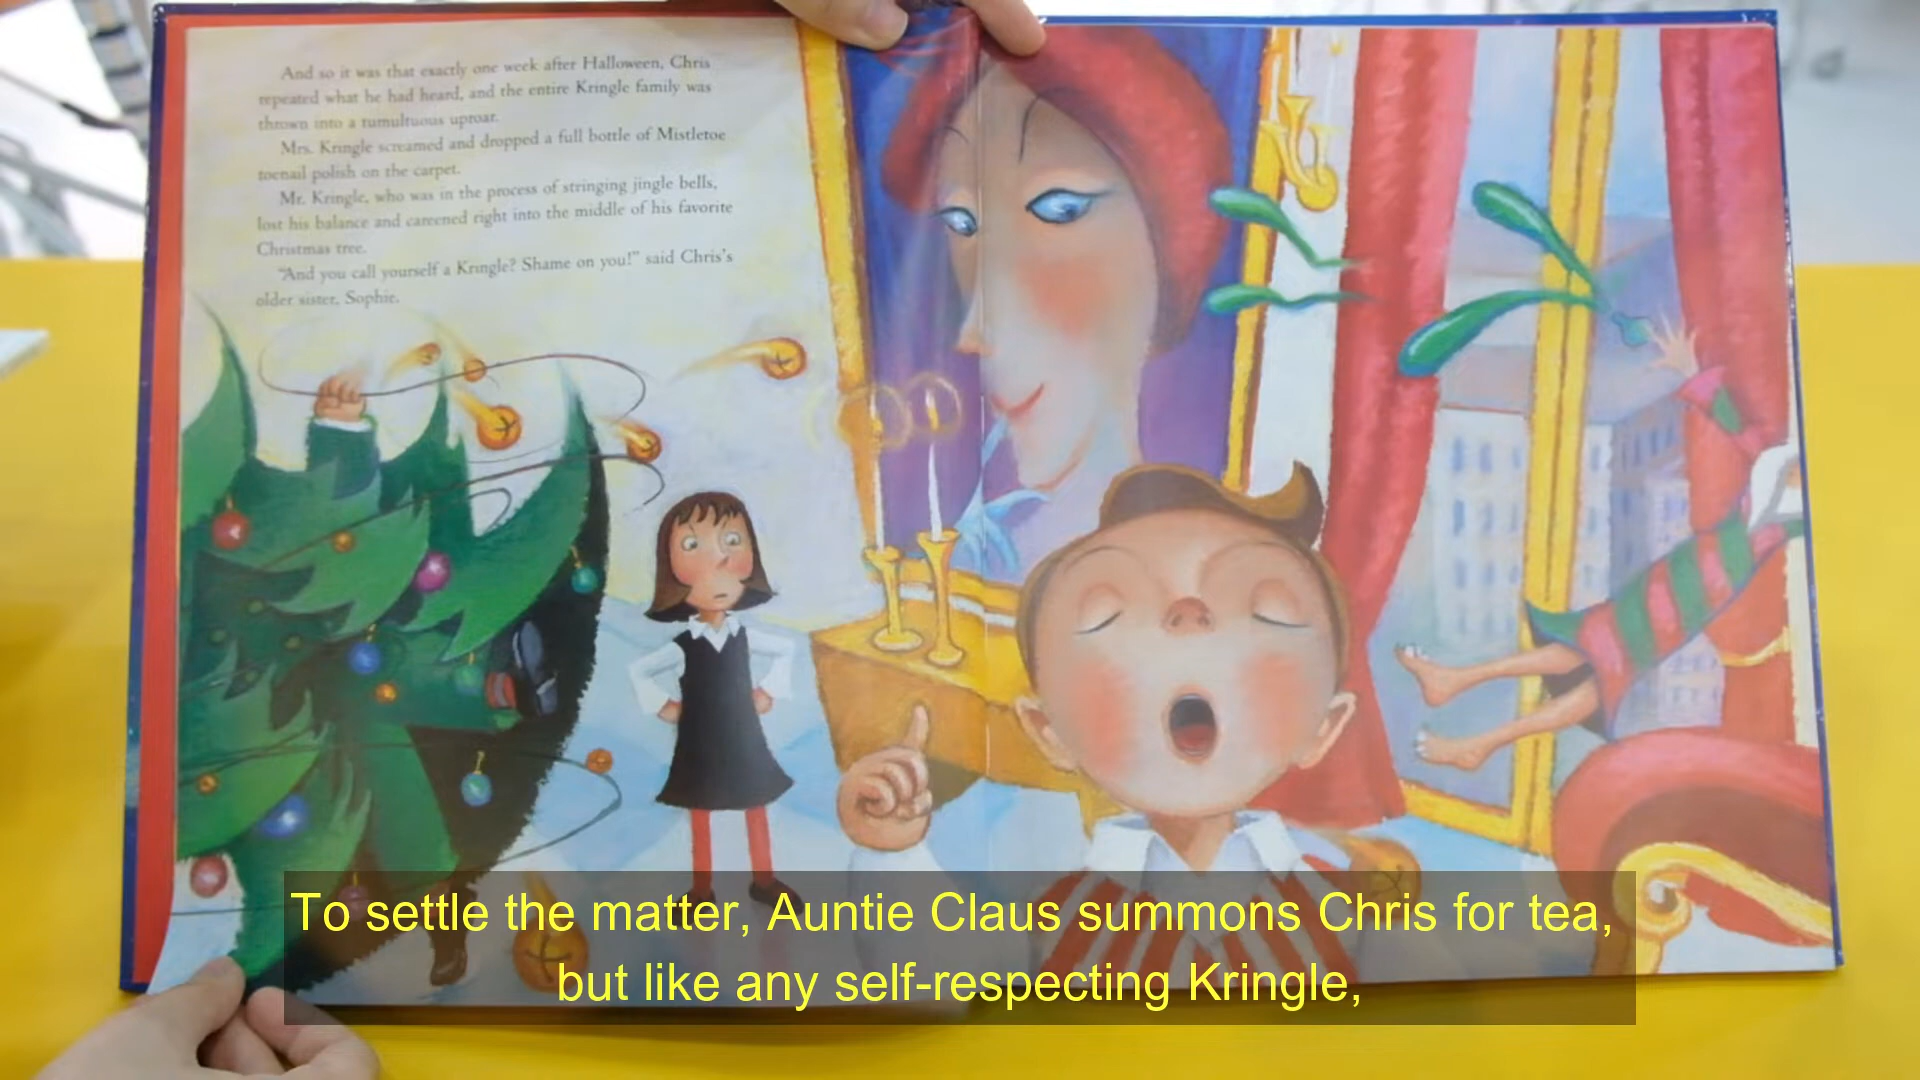 And so it was that exactly one week after Halloween, Chris
repeated what he had heard, and the entire Kringle family was
thrown into a tumultuous uproar.
Mrs. Kringle screamed and dropped a full bottle of Mistletoe
toenail polish on the carpet.
Mr. Kringle, who was in the process of stringing jingle bells,
lost his balance and careened right into the middle of his favorite
Christmas tree.
"And you call yourself a Kringle? Shame on you!" said Chris's
older sister, Sophie.
To settle the matter, Auntie Claus summons Chris for tea,
but like any self-respecting Kringle,